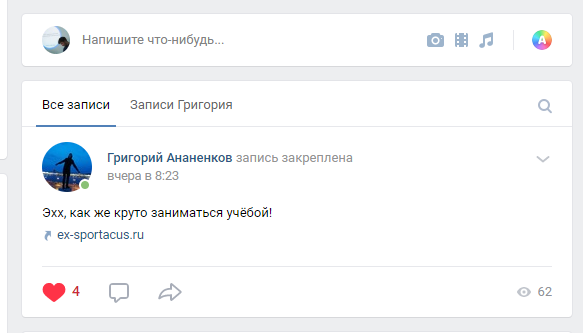 Напишите что-нибудь...
A
Все записи Записи Григория
Григорий Ананенков запись закреплена
вчера в 8:23
Эхх, как же круто заниматься учёбой!
ex-sportacus.ru
4 62